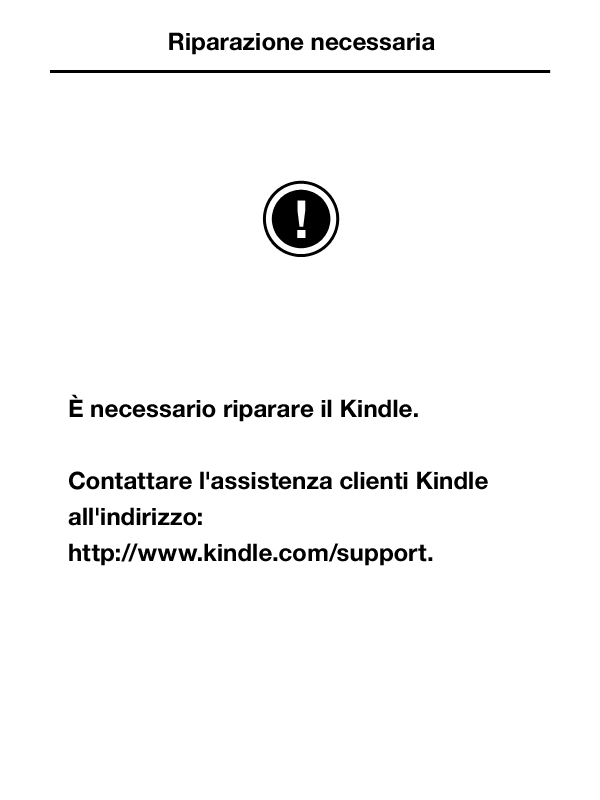 Riparazione necessaria
!
È necessario riparare il Kindle.
Contattare l'assistenza clienti Kindle
all'indirizzo:
http://www.kindle.com/support.